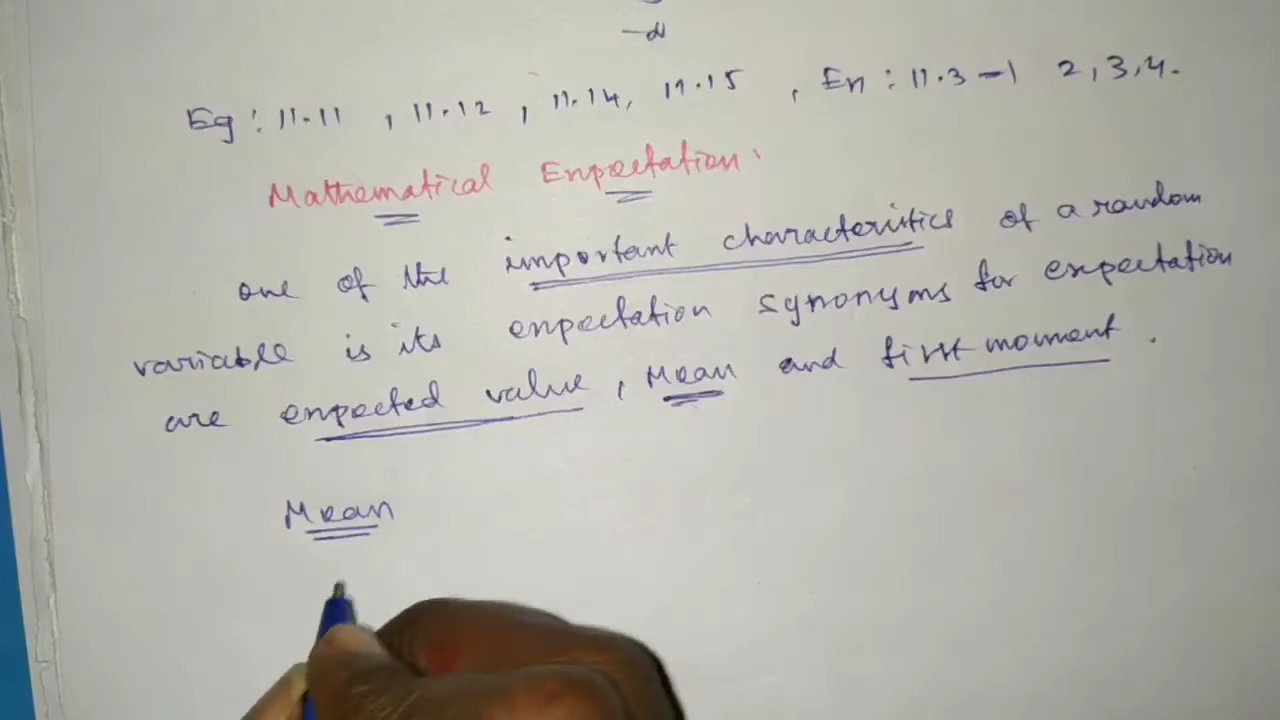 -∞
Eg: 11.11, 11.12, 11.14, 11.15, Ex: 11.3-1 2,3,4.
Mathematical Expectation.
one of the important characteristics of a random
variable is its expectation synonyms for expectation
are expected value, Mean and first moment.
Mean